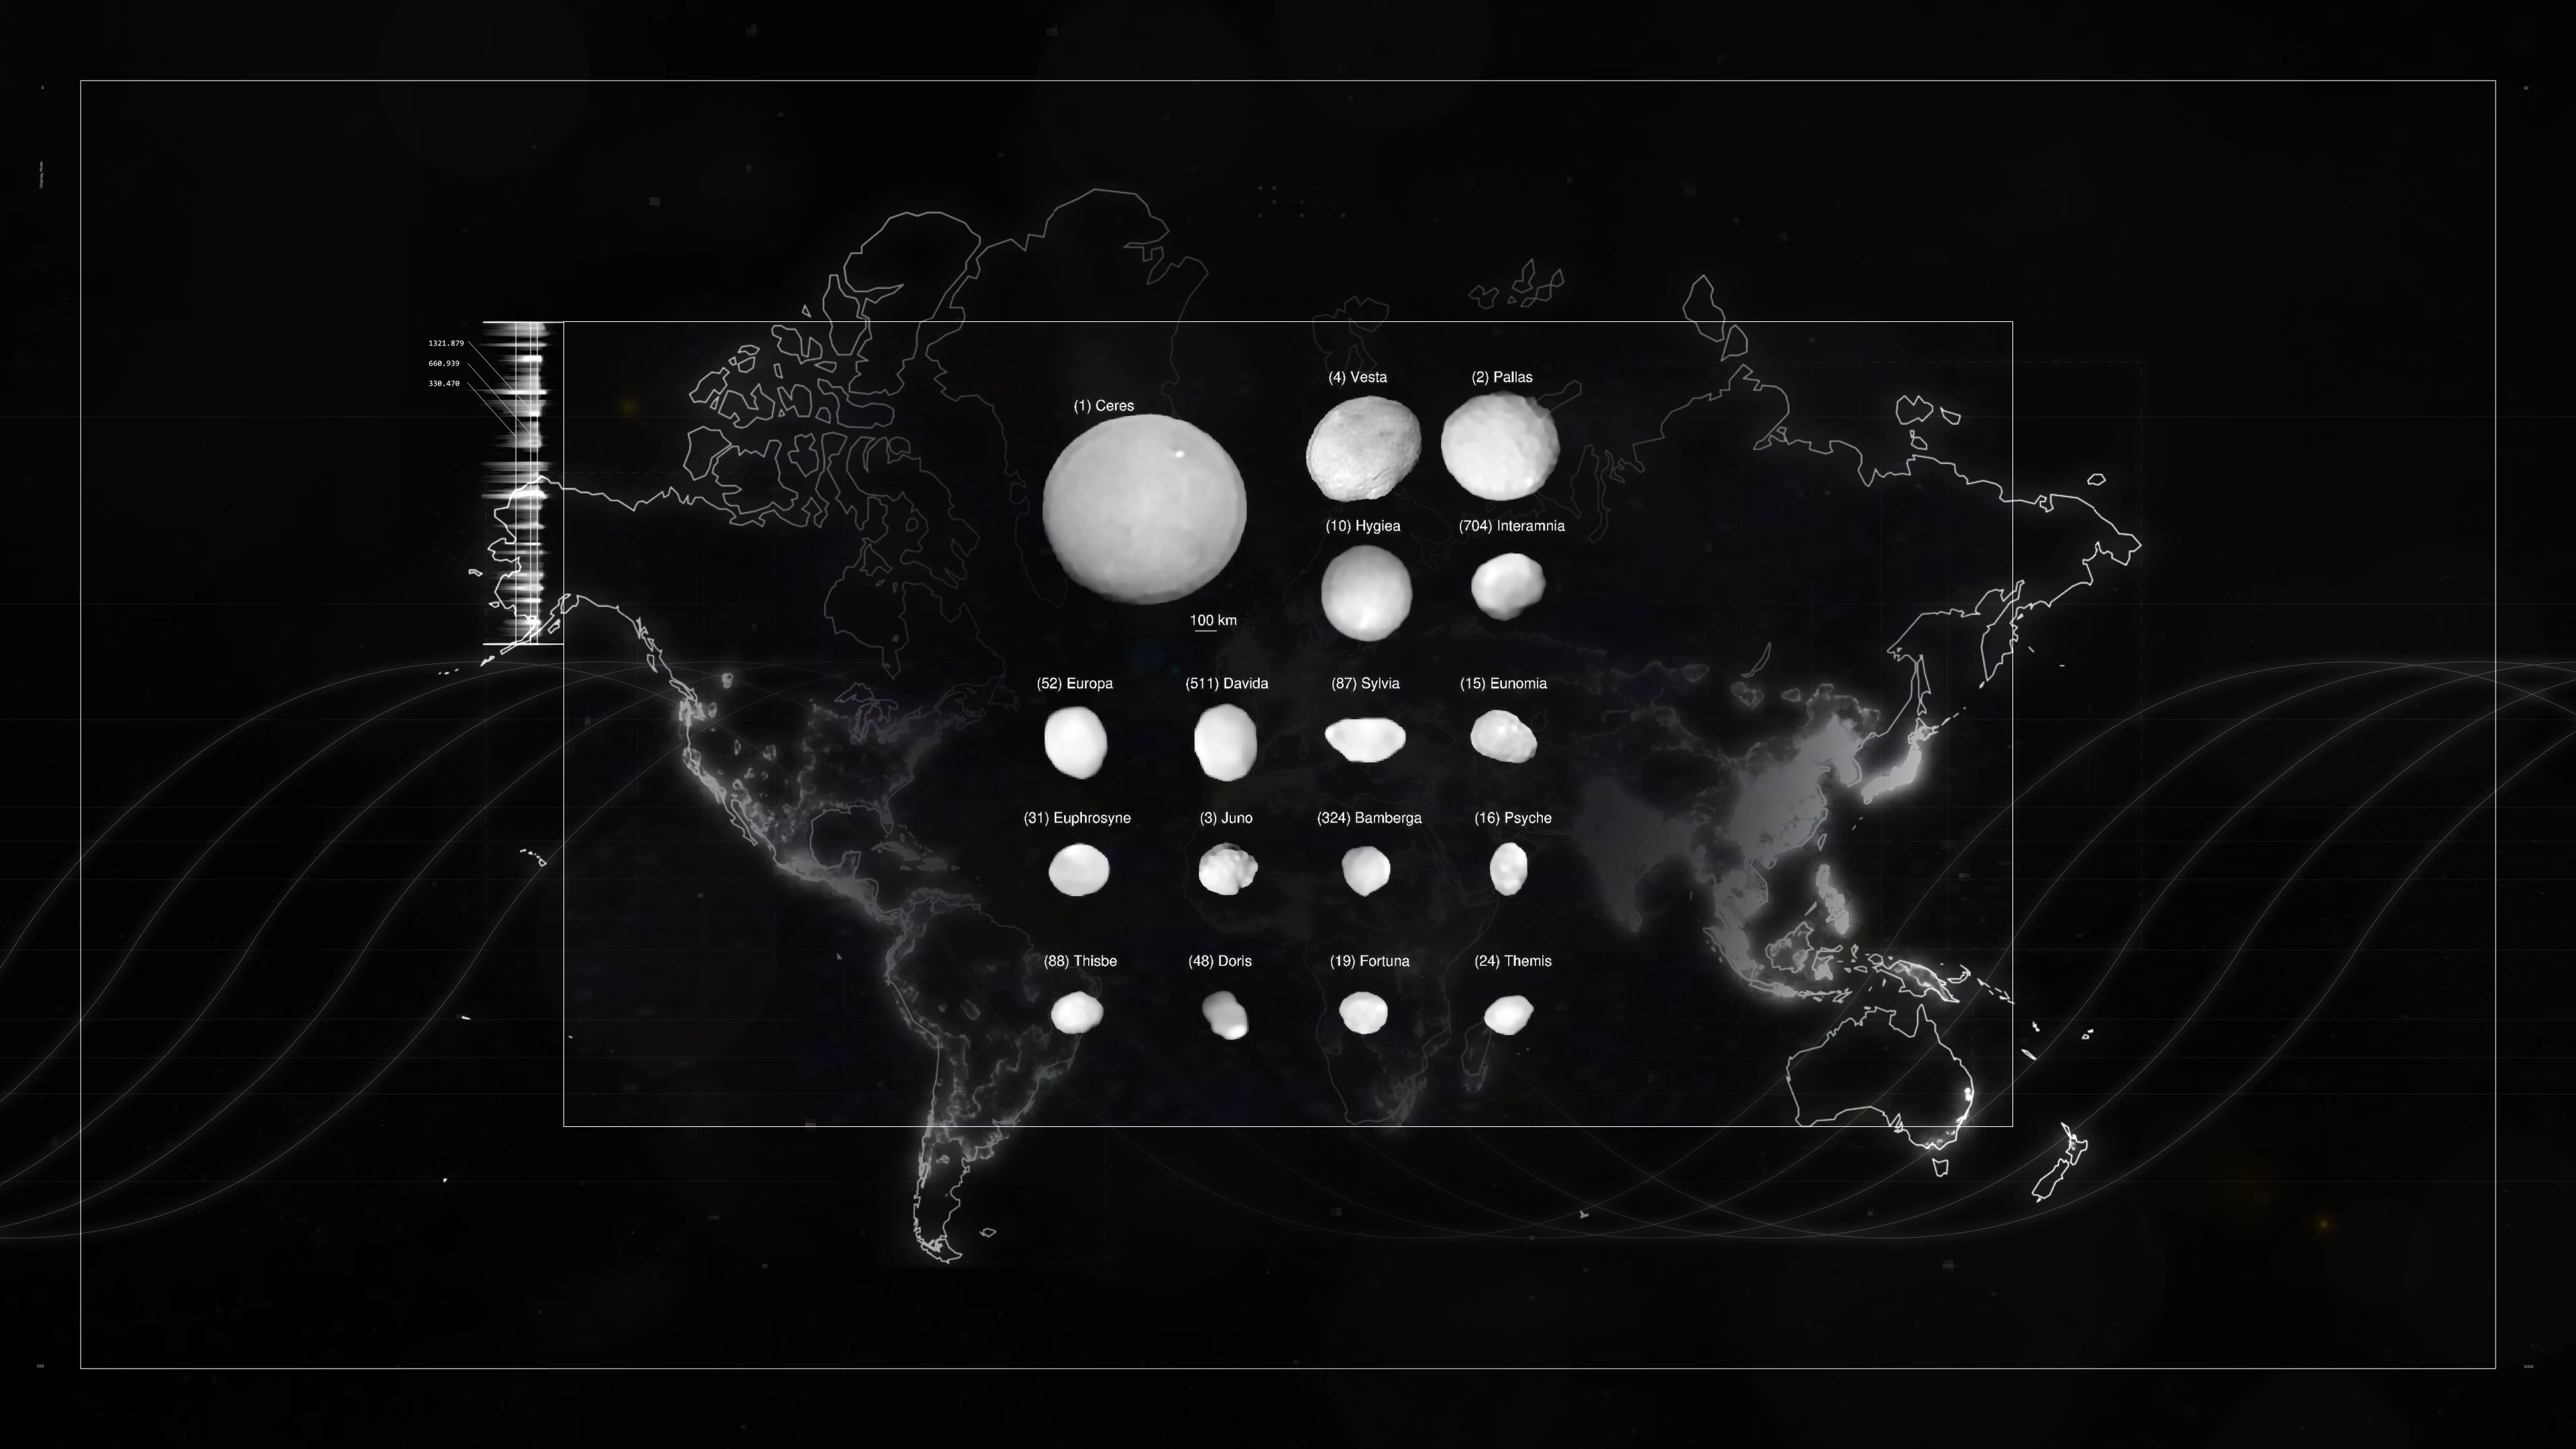 1321.879
660.939
330.470
(4) Vesta
(2) Pallas
(1) Ceres
(10) Hygiea
(704) Interamnia
100 km
(52) Europa
(511) Davida
(87) Sylvia
(15) Eunomia
(31) Euphrosyne
(3) Juno
(324) Bamberga
(16) Psyche
(88) Thisbe
(48) Doris
(19) Fortuna
(24) Themis